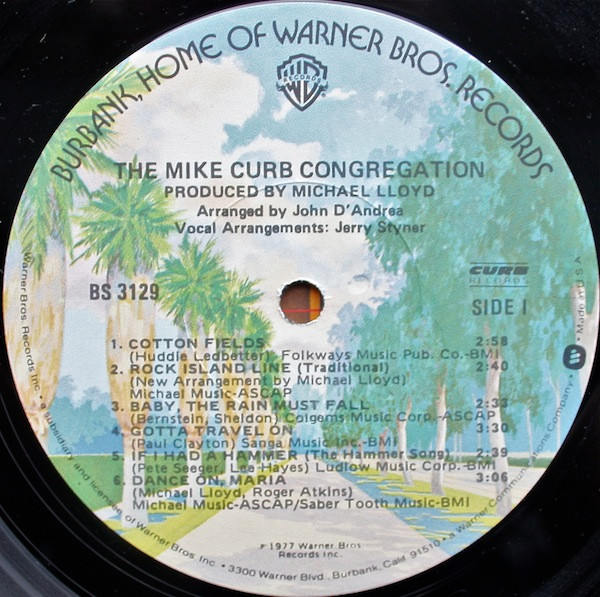 BURBANK, HOME OF WARNER BROS. RECORDS
WB
RECORDS
THE MIKE CURB CONGREGATION
PRODUCED BY MICHAEL LLOYD
Arranged by John D'Andrea
Vocal Arrangements: Jerry Styner
BS 3129
CURB
RECORDS
SIDE 1
1. COTTON FIELDS 2:58
(Huddie Ledbetter), Folkways Music Pub. Co.-BMI
2. ROCK ISLAND LINE (Traditional) 2:40
(New Arrangement by Michael Lloyd)
Michael Music-ASCAP
3. BABY, THE RAIN MUST FALL 2:33
(Bernstein, Sheldon) Colgems Music Corp.-ASCAP
4. GOTTA TRAVEL ON 3:30
(Paul Clayton) Sanga Music Inc.-BMI
5. IF I HAD A HAMMER (The Hammer Song) 2:39
(Pete Seeger, Lee Hayes) Ludlow Music Corp.-BMI
6. DANCE ON, MARIA 3:06
(Michael Lloyd, Roger Atkins)
Michael Music-ASCAP/Saber Tooth Music-BMI
℗ 1977 Warner Bros.
Records Inc.
Warner Bros. Records Inc. • a subsidiary and licensee of Warner Bros. Inc. • 3300 Warner Blvd., Burbank, Calif. 91510 • a Warner Communications Company • Made in U.S.A.